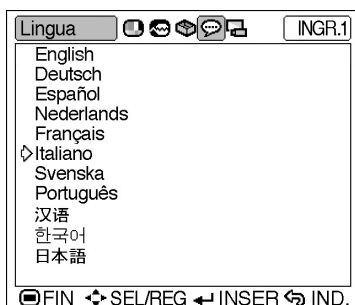 Lingua INGR.1
English
Deutsch
Español
Nederlands
Français
Italiano
Svenska
Português
汉语
한국어
日本語
FIN SEL/REG INSER IND.